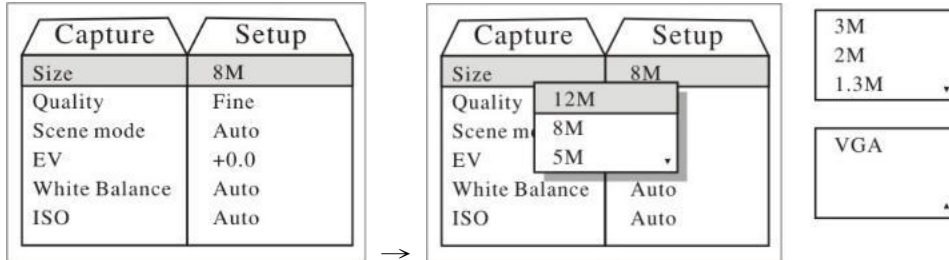 Capture Setup
Size 8M
Quality Fine
Scene mode Auto
EV +0.0
White Balance Auto
ISO Auto
→
Capture Setup
Size 8M
Quality 12M
Scene m 8M
EV 5M
White Balance Auto
ISO Auto
3M
2M
1.3M
VGA